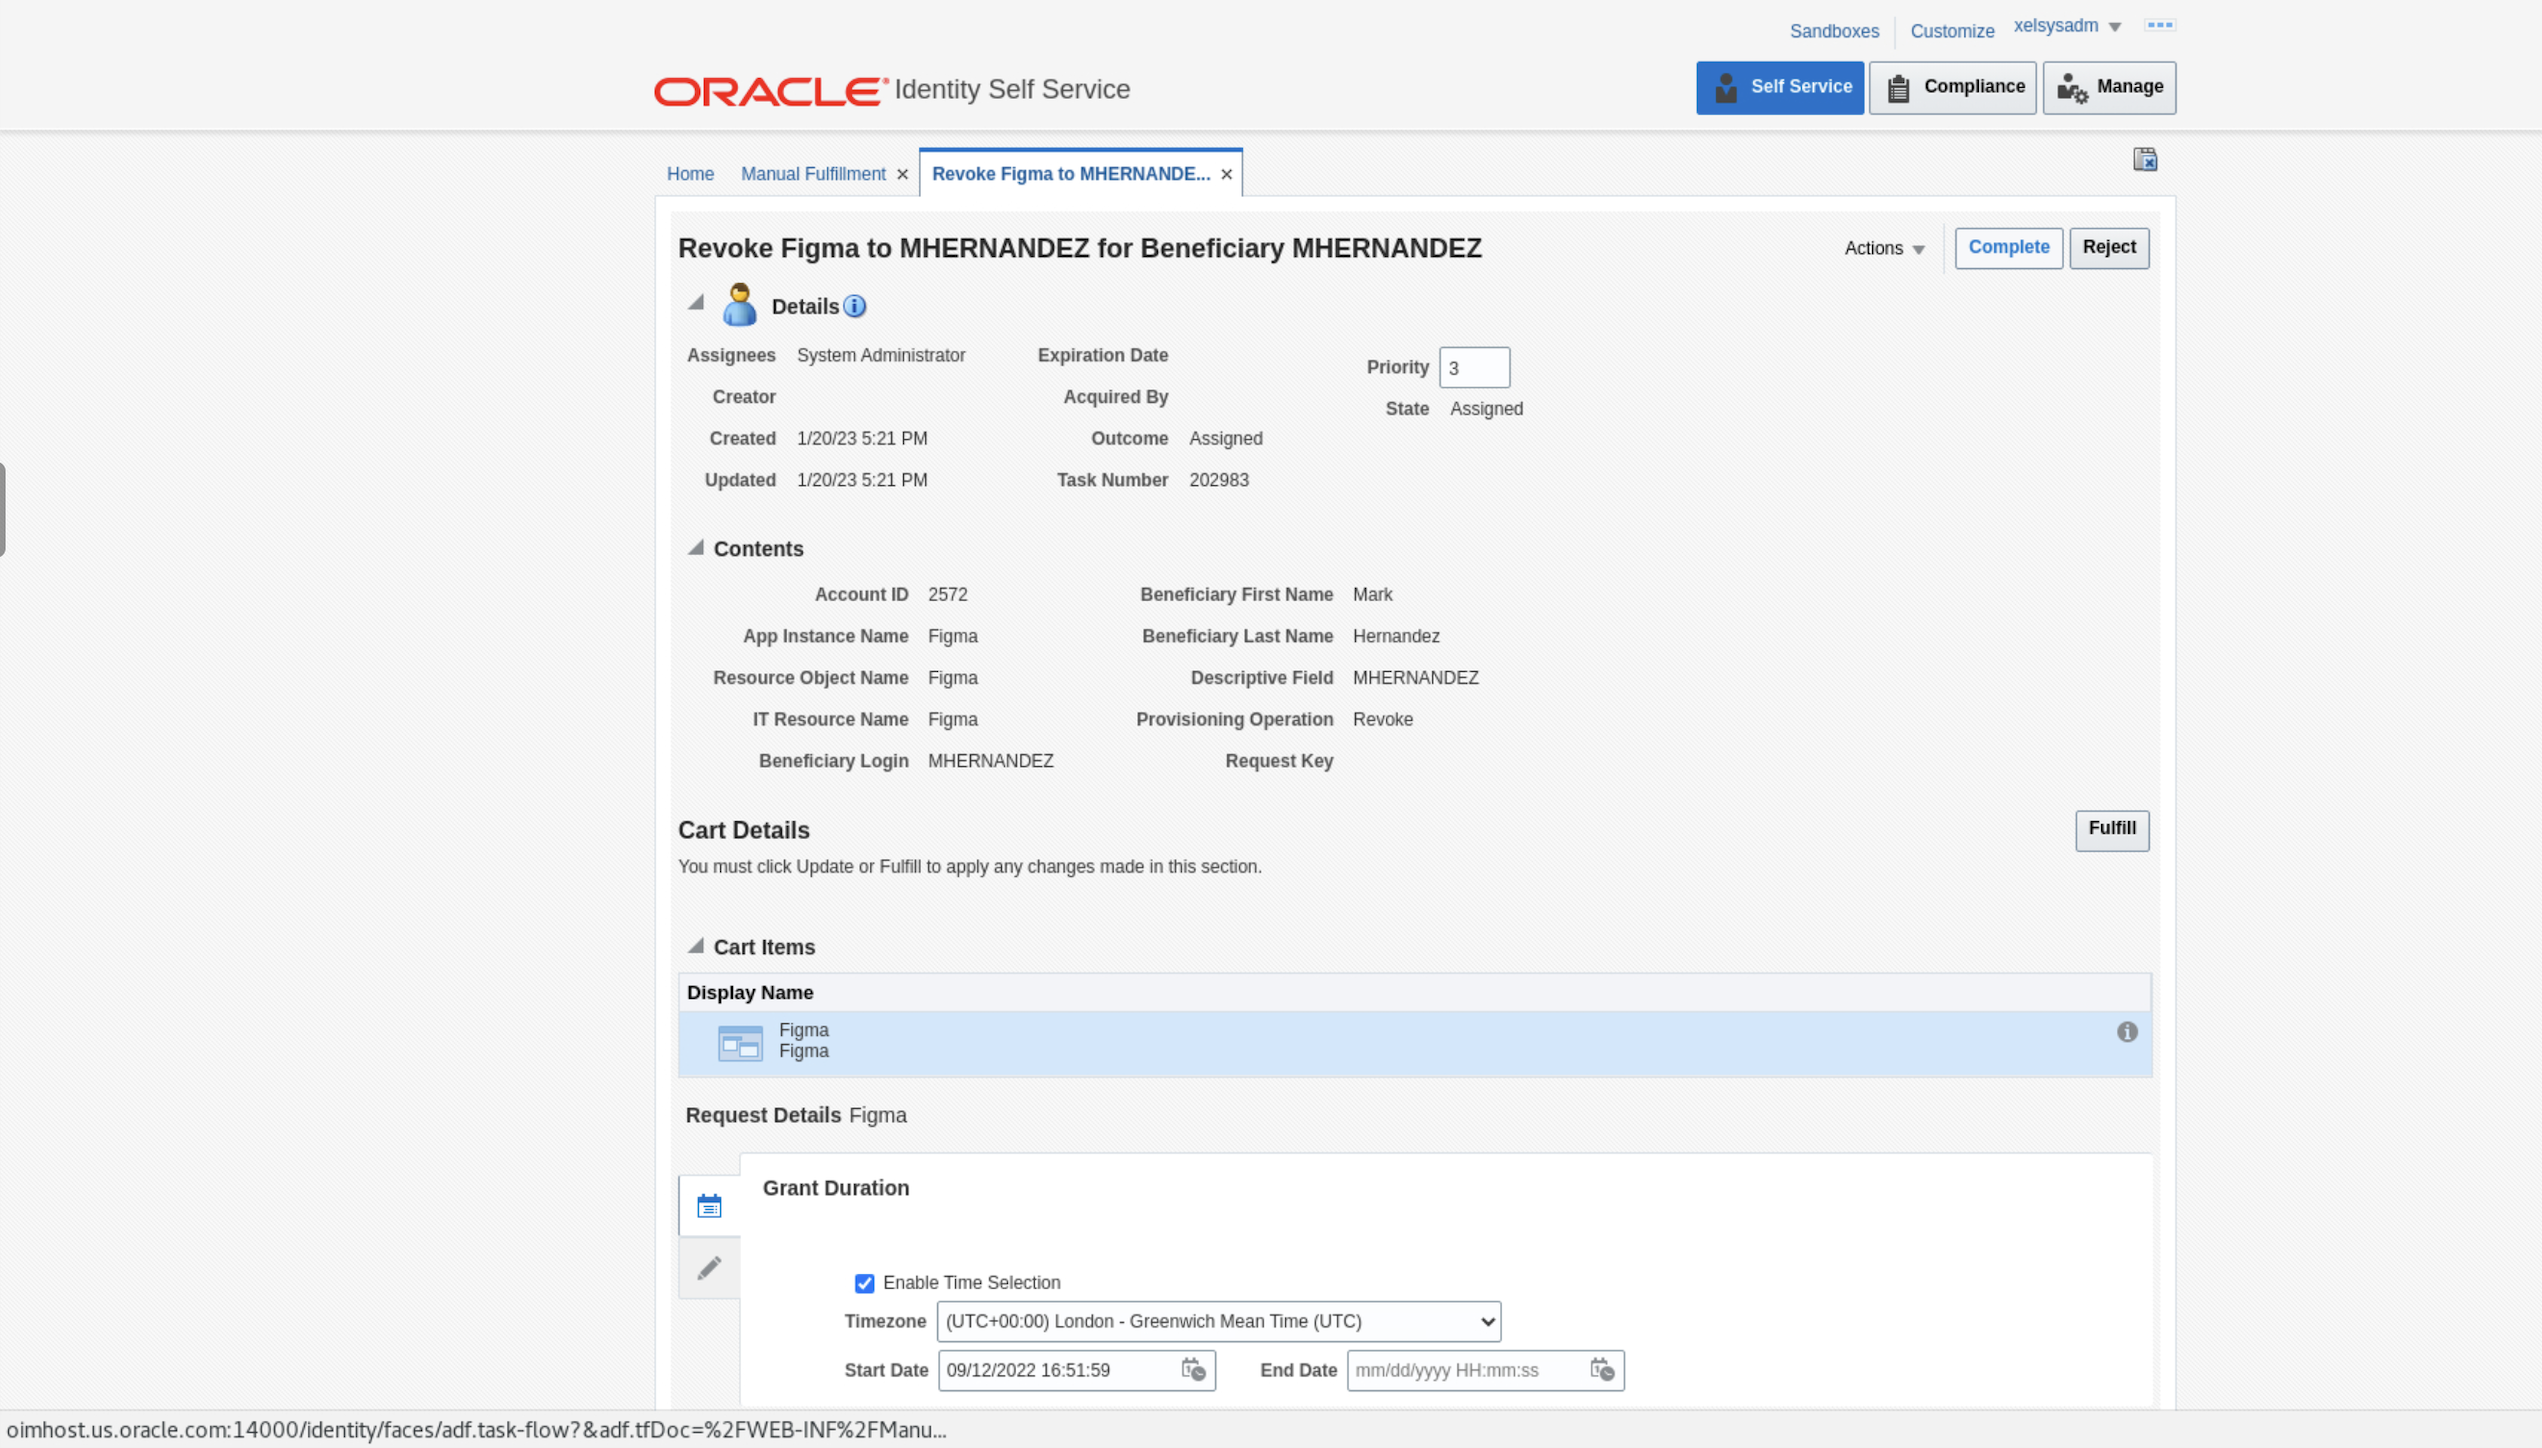 Sandboxes Customize xelsysadm
ORACLE® Identity Self Service
Self Service Compliance Manage
Home Manual Fulfillment × Revoke Figma to MHERNANDE... ×
Revoke Figma to MHERNANDEZ for Beneficiary MHERNANDEZ
Actions Complete Reject
Details
Assignees System Administrator Expiration Date Priority 3
Creator Acquired By State Assigned
Created 1/20/23 5:21 PM Outcome Assigned
Updated 1/20/23 5:21 PM Task Number 202983
Contents
Account ID 2572 Beneficiary First Name Mark
App Instance Name Figma Beneficiary Last Name Hernandez
Resource Object Name Figma Descriptive Field MHERNANDEZ
IT Resource Name Figma Provisioning Operation Revoke
Beneficiary Login MHERNANDEZ Request Key
Cart Details Fulfill
You must click Update or Fulfill to apply any changes made in this section.
Cart Items
Display Name
Figma
Figma
Request Details Figma
Grant Duration
Enable Time Selection
Timezone (UTC+00:00) London - Greenwich Mean Time (UTC)
Start Date 09/12/2022 16:51:59 End Date mm/dd/yyyy HH:mm:ss
oimhost.us.oracle.com:14000/identity/faces/adf.task-flow?&adf.tfDoc=%2FWEB-INF%2FManu...